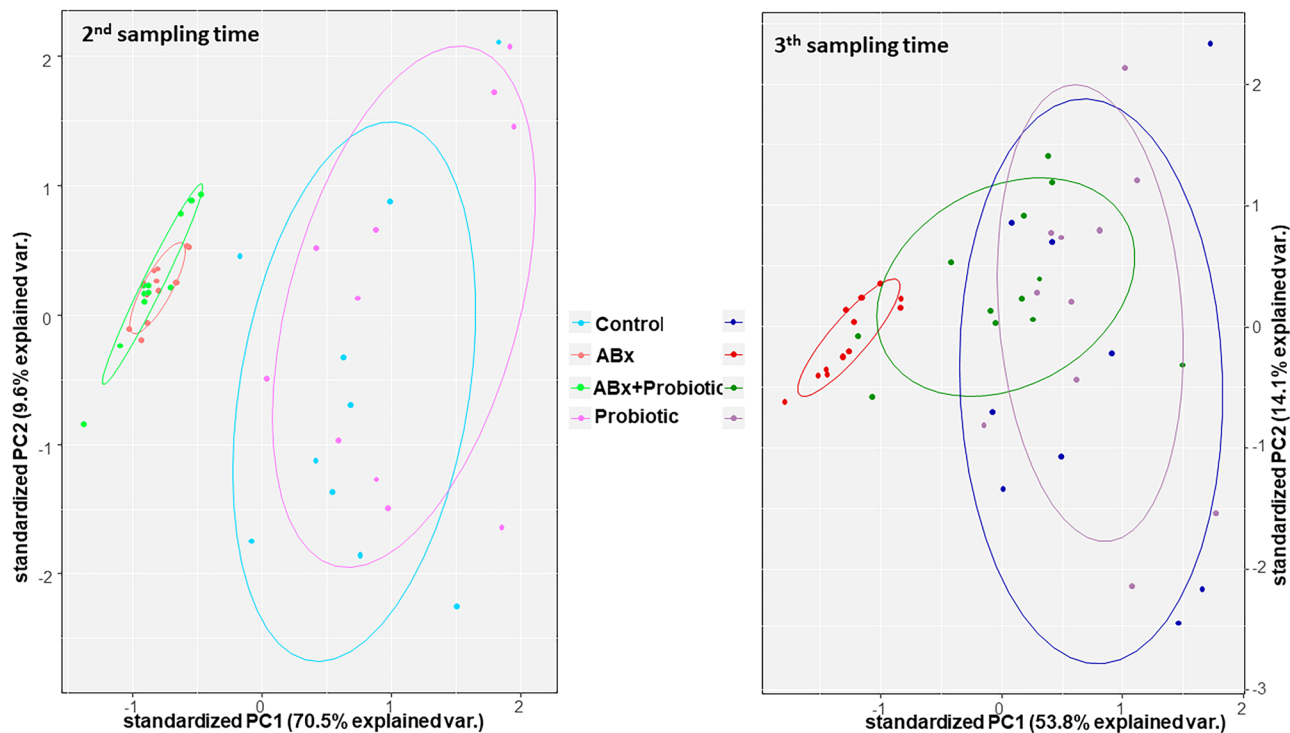 2nd sampling time
3th sampling time
2
1
0
-1
-2
standardized PC2 (9.6% explained var.)
-1
0
1
2
standardized PC1 (70.5% explained var.)
Control
ABx
ABx+Probiotic
Probiotic
2
1
0
-1
-2
-3
standardized PC2 (14.1% explained var.)
-1
0
1
2
standardized PC1 (53.8% explained var.)